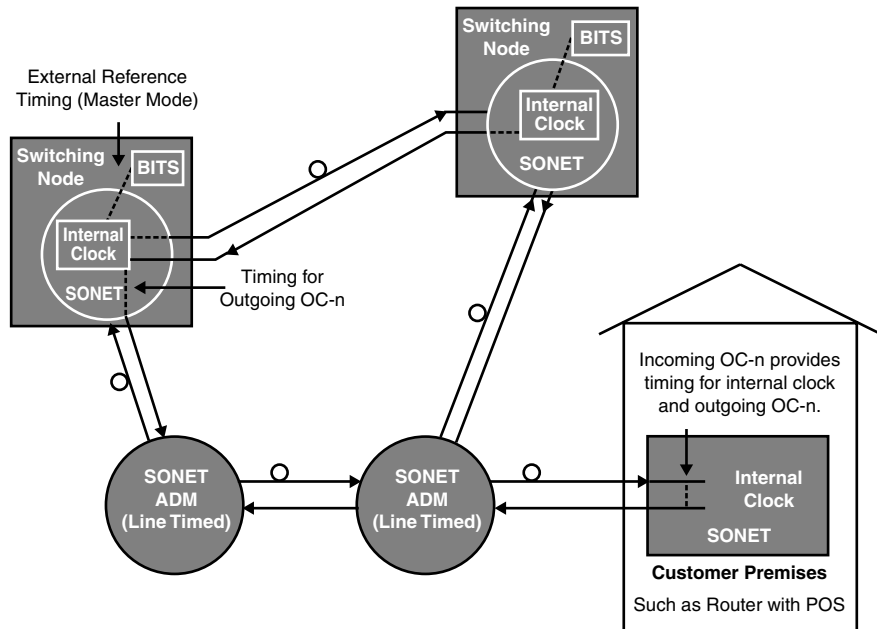 Switching
Node
BITS
Internal
Clock
SONET
External Reference
Timing (Master Mode)
Switching
Node
BITS
Internal
Clock
SONET
Timing for
Outgoing OC-n
Incoming OC-n provides
timing for internal clock
and outgoing OC-n.
SONET
ADM
(Line Timed)
SONET
ADM
(Line Timed)
Internal
Clock
SONET
Customer Premises
Such as Router with POS